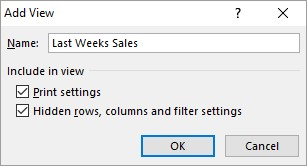 Add View
?
Name: Last Weeks Sales
Include in view
Print settings
Hidden rows, columns and filter settings
OK Cancel